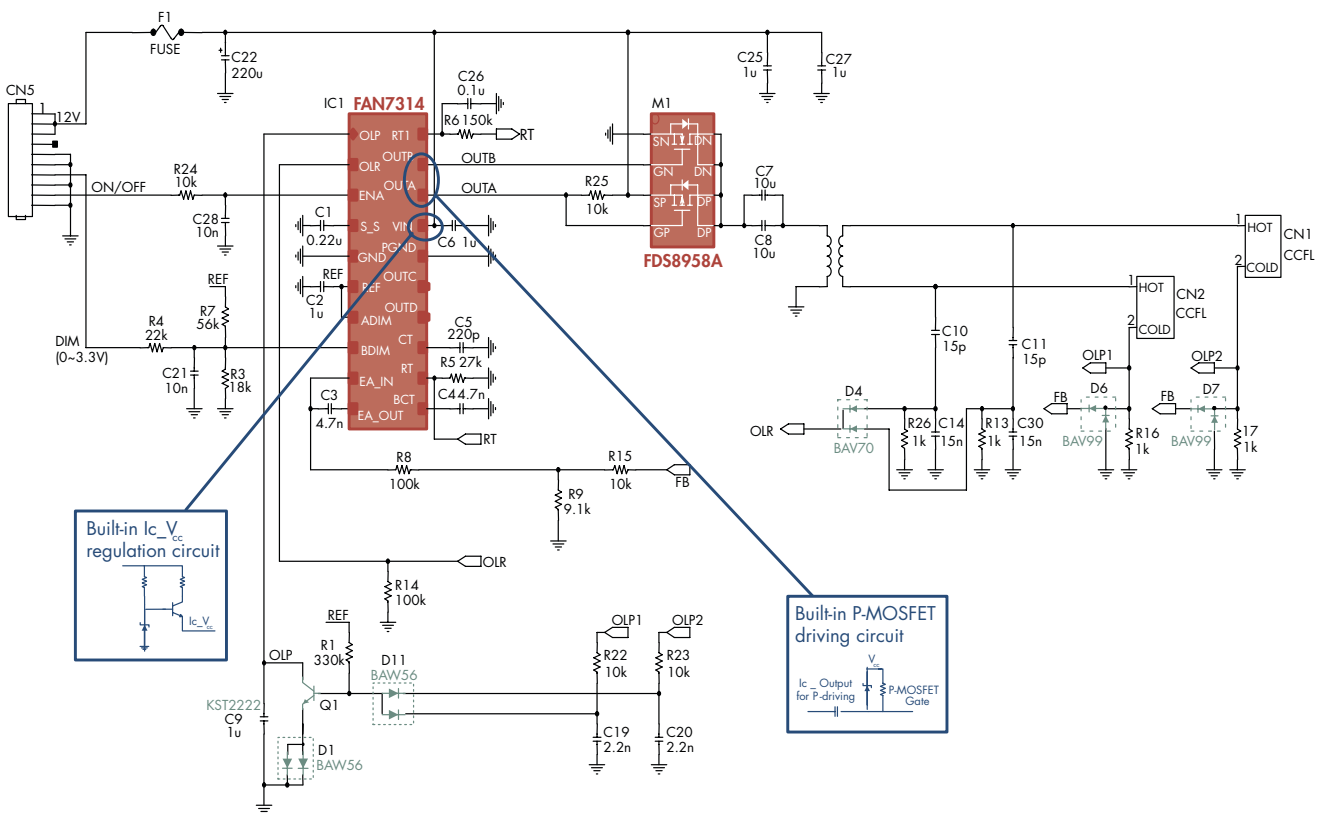 F1
FUSE
C22
220u
C25
1u
C27
1u
CN5
1
12V
IC1 FAN7314
C26
0.1u
R6 150k
RT
M1
OLP RT1
OUTB
OLR
OUTA
ENA
S_S VIN
PGND
GND
OUTC
REF
OUTD
ADIM
CT
BDIM
RT
EA_IN
BCT
EA_OUT
OUTB
OUTA
SN DN
GN DN
SP DP
GP DP
FDS8958A
R24
10k
ON/OFF
C28
10n
C1
0.22u
REF
C2
1u
C6 1u
R25
10k
C7
10u
C8
10u
1
HOT
2
COLD
CN1
CCFL
1
HOT
2
COLD
CN2
CCFL
REF
R7
56k
R4
22k
DIM
(0~3.3V)
C21
10n
R3
18k
C5
220p
R5 27k
C4 4.7n
C3
4.7n
RT
C10
15p
C11
15p
OLP1
OLP2
D4
BAV70
OLR
R26
1k
C14
15n
R13
1k
C30
15n
FB
D6
BAV99
R16
1k
FB
D7
BAV99
17
1k
R8
100k
R15
10k
FB
R9
9.1k
Built-in Ic_Vcc
regulation circuit
Ic_Vcc
OLR
R14
100k
Built-in P-MOSFET
driving circuit
Vcc
Ic _ Output
for P-driving
P-MOSFET
Gate
REF
R1
330k
OLP
D11
BAW56
OLP1
OLP2
R22
10k
R23
10k
KST2222
C9
1u
Q1
D1
BAW56
C19
2.2n
C20
2.2n